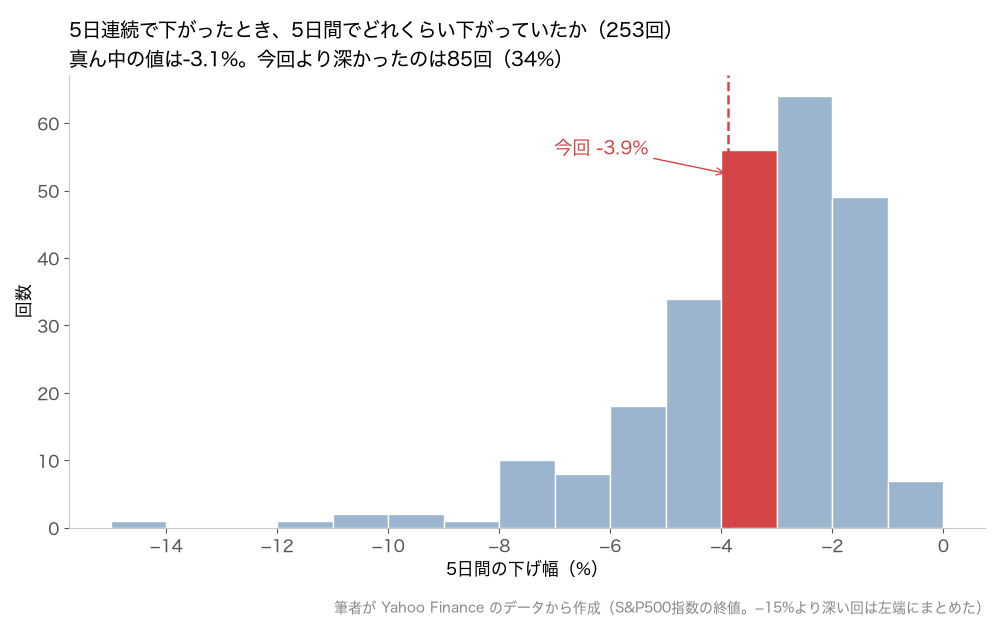 5日連続で下がったとき、5日間でどれくらい下がっていたか（253回）
真ん中の値は-3.1%。今回より深かったのは85回（34%）
60
50
40
30
20
10
0
回数
今回 -3.9%
−14
−12
−10
−8
−6
−4
−2
0
5日間の下げ幅（%）
筆者が Yahoo Finance のデータから作成（S&P500指数の終値。−15%より深い回は左端にまとめた）